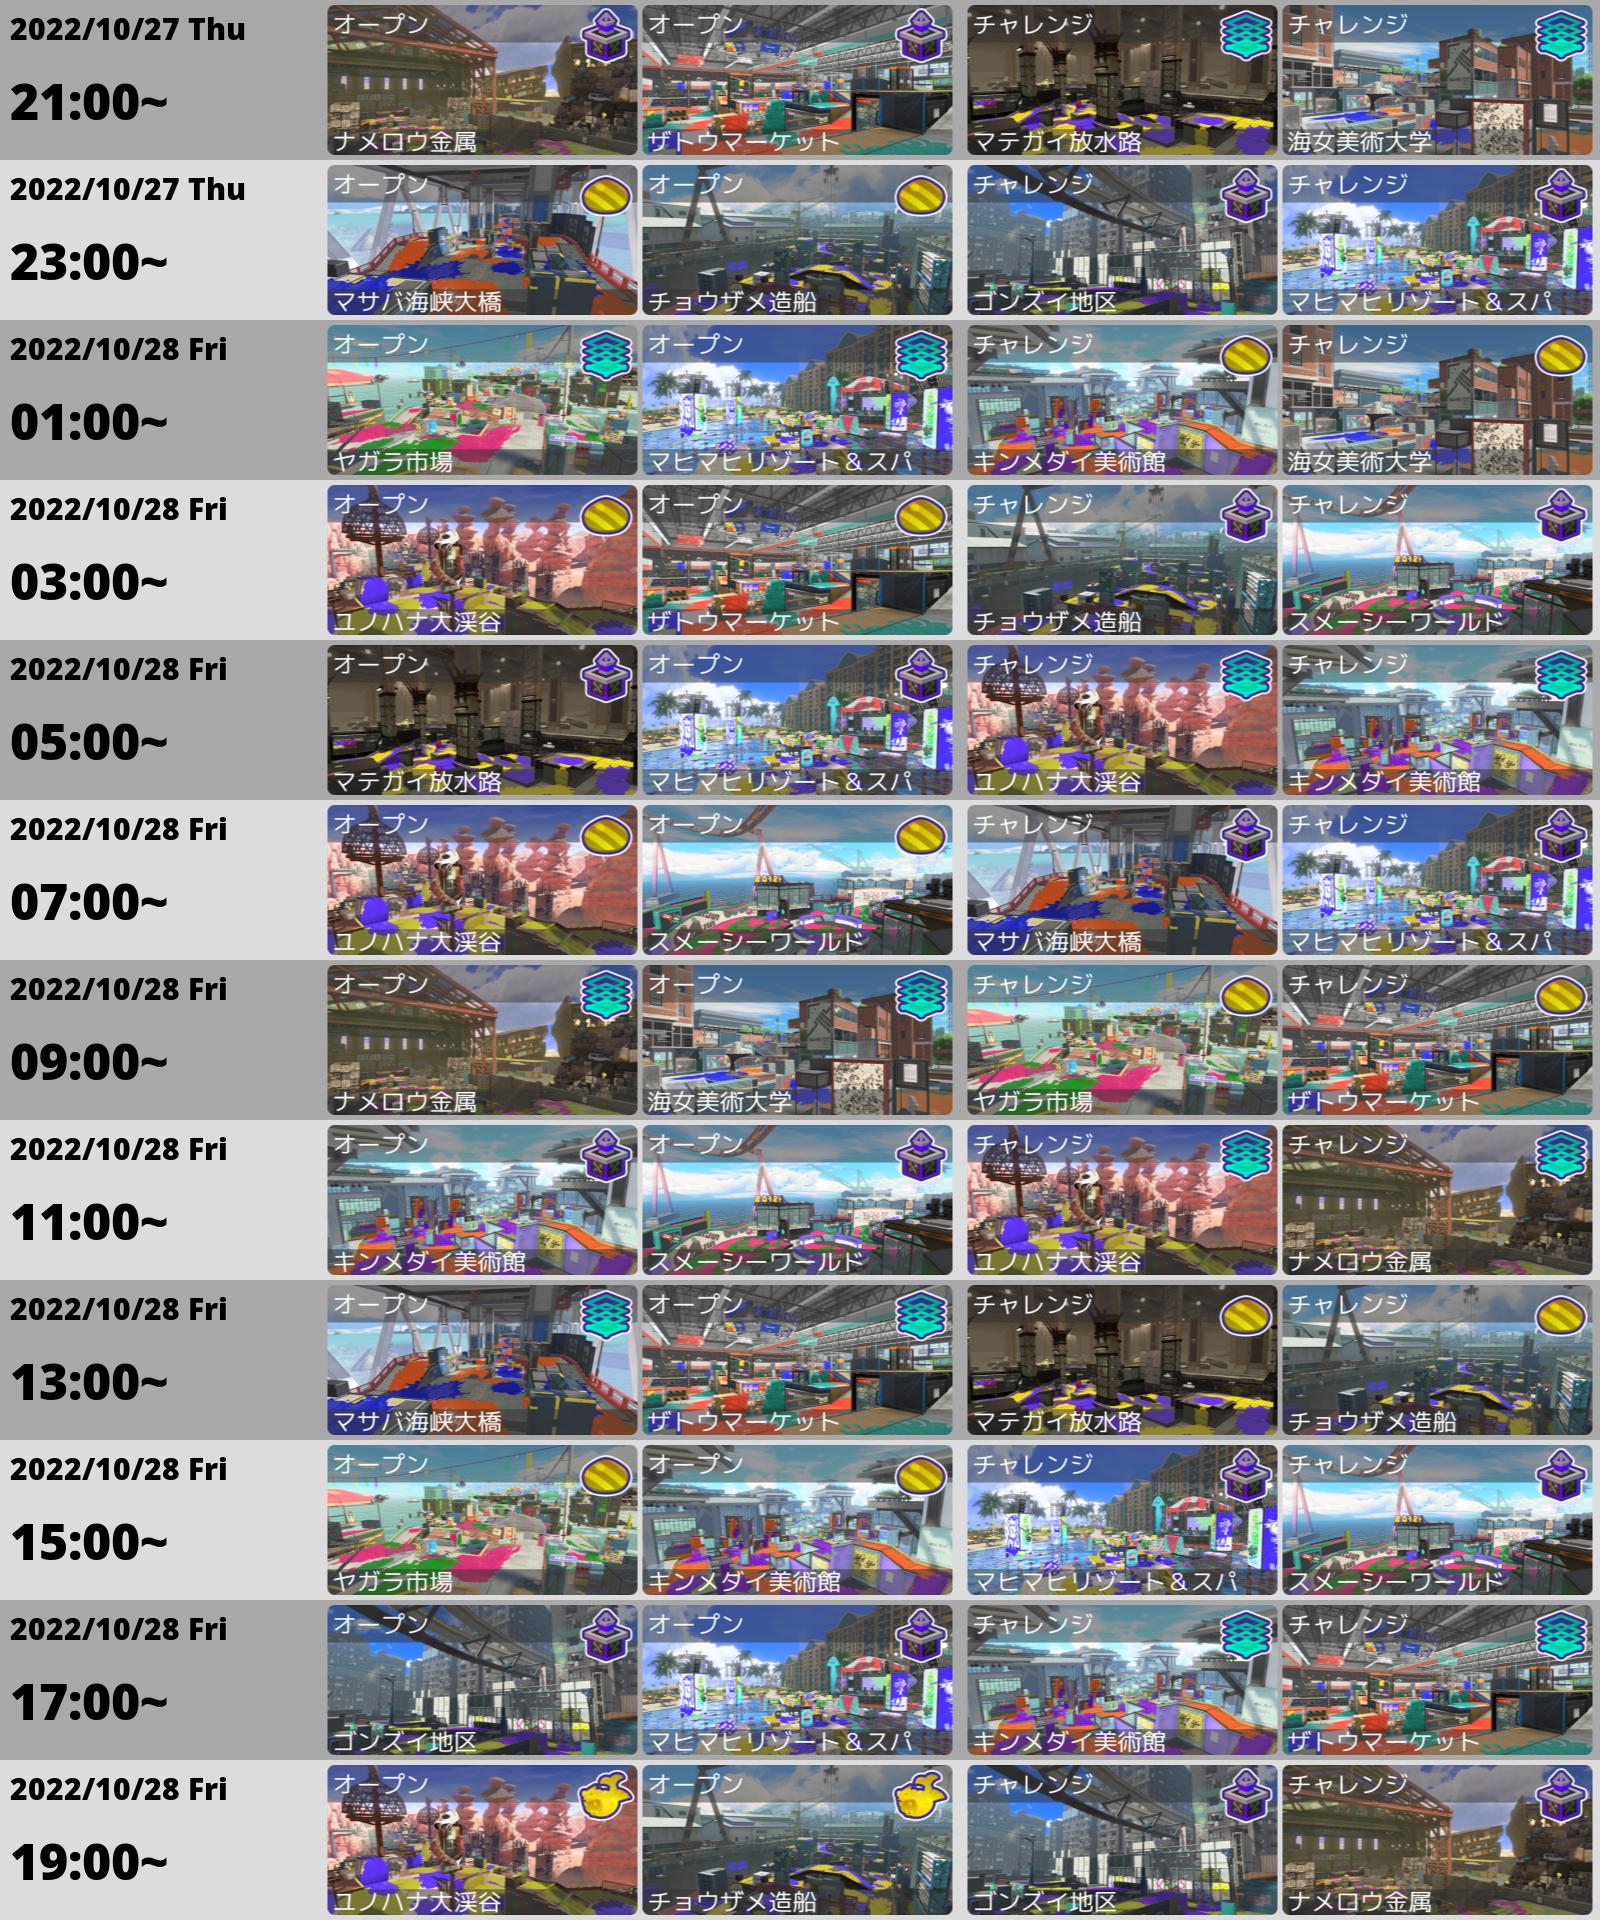 2022/10/27 Thu
21:00~
オープン オープン チャレンジ チャレンジ
ナメロウ金属 ザトウマーケット マテガイ放水路 海女美術大学
2022/10/27 Thu
23:00~
オープン オープン チャレンジ チャレンジ
マサバ海峡大橋 チョウザメ造船 ゴンズイ地区 マヒマヒリゾート&スパ
2022/10/28 Fri
01:00~
オープン オープン チャレンジ チャレンジ
ヤガラ市場 マヒマヒリゾート&スパ キンメダイ美術館 海女美術大学
2022/10/28 Fri
03:00~
オープン オープン チャレンジ チャレンジ
ユノハナ大渓谷 ザトウマーケット チョウザメ造船 スメーシーワールド
2022/10/28 Fri
05:00~
オープン オープン チャレンジ チャレンジ
マテガイ放水路 マヒマヒリゾート&スパ ユノハナ大渓谷 キンメダイ美術館
2022/10/28 Fri
07:00~
オープン オープン チャレンジ チャレンジ
ユノハナ大渓谷 スメーシーワールド マサバ海峡大橋 マヒマヒリゾート&スパ
2022/10/28 Fri
09:00~
オープン オープン チャレンジ チャレンジ
ナメロウ金属 海女美術大学 ヤガラ市場 ザトウマーケット
2022/10/28 Fri
11:00~
オープン オープン チャレンジ チャレンジ
キンメダイ美術館 スメーシーワールド ユノハナ大渓谷 ナメロウ金属
2022/10/28 Fri
13:00~
オープン オープン チャレンジ チャレンジ
マサバ海峡大橋 ザトウマーケット マテガイ放水路 チョウザメ造船
2022/10/28 Fri
15:00~
オープン オープン チャレンジ チャレンジ
ヤガラ市場 キンメダイ美術館 マヒマヒリゾート&スパ スメーシーワールド
2022/10/28 Fri
17:00~
オープン オープン チャレンジ チャレンジ
ゴンズイ地区 マヒマヒリゾート&スパ キンメダイ美術館 ザトウマーケット
2022/10/28 Fri
19:00~
オープン オープン チャレンジ チャレンジ
ユノハナ大渓谷 チョウザメ造船 ゴンズイ地区 ナメロウ金属